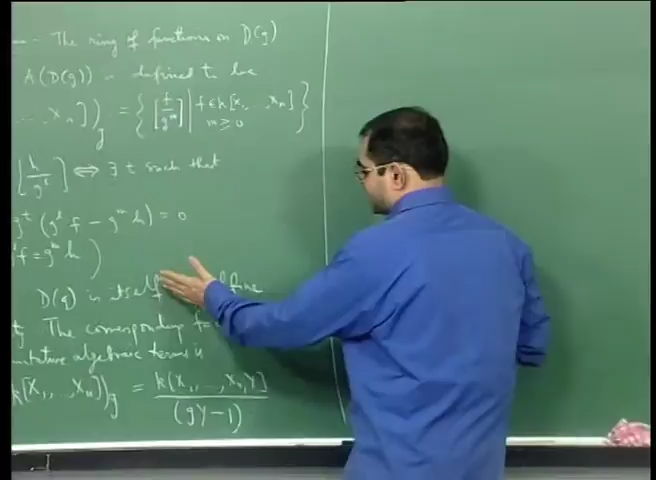 The ring of functions on D(g)
A(D(g)) is defined to be
..., X_n])_g = { [f/g^m] | f ∈ k[X_1, ..., X_n] m ≥ 0 }
[h/g^l] ⟺ ∃ t such that
g^t (g^l f − g^m h) = 0
f = g^m h)
D(g) in itself
The corresponding
algebraic terms is
k[X_1, ..., X_n])_g = k[X_1, ..., X_n, Y] / (gY − 1)